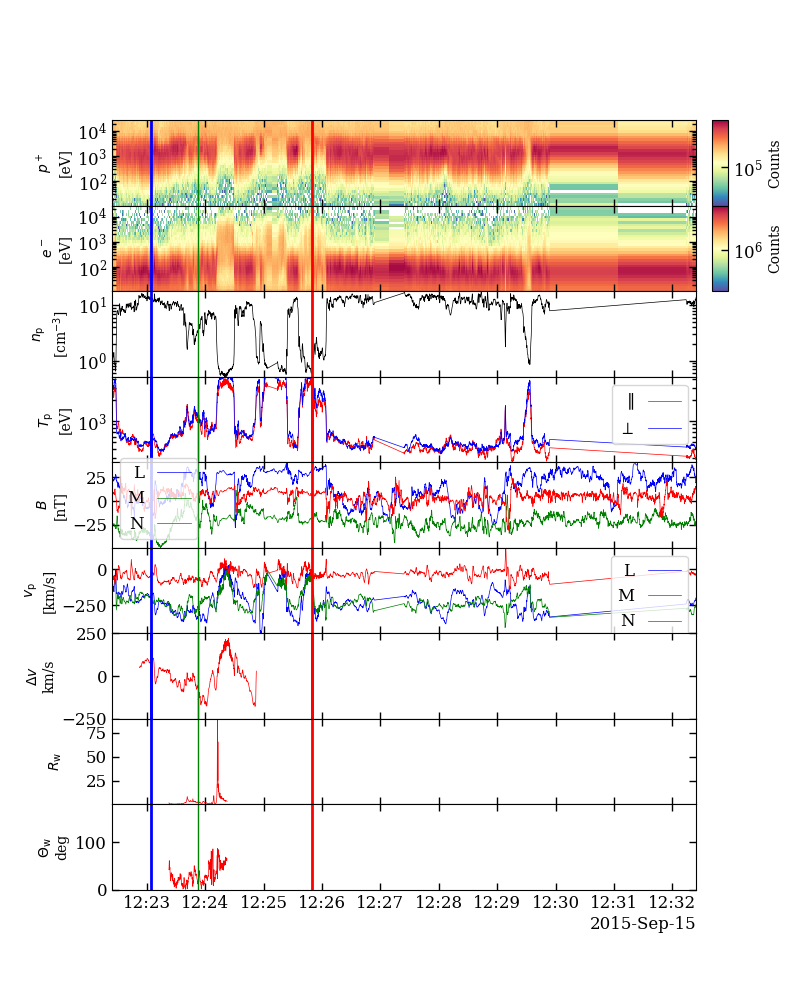 10⁴
10³
10²
p⁺
[eV]
10⁵
Counts
10⁴
10³
10²
e⁻
[eV]
10⁶
Counts
10¹
10⁰
nₚ
[cm⁻³]
10³
Tₚ
[eV]
∥
⊥
25
0
−25
B
[nT]
L
M
N
0
−250
vₚ
[km/s]
L
M
N
250
0
−250
Δv
km/s
75
50
25
R_w
100
0
Θ_w
deg
12:23 12:24 12:25 12:26 12:27 12:28 12:29 12:30 12:31 12:32
2015-Sep-15